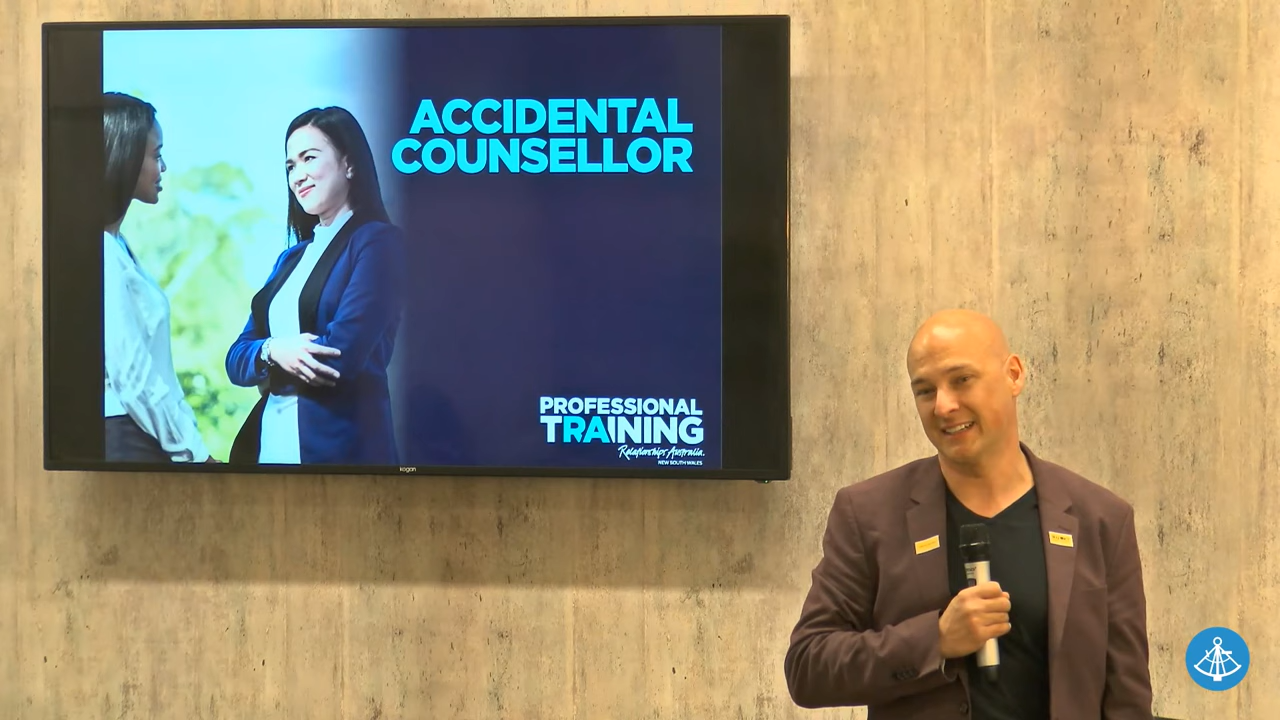 ACCIDENTAL
COUNSELLOR
PROFESSIONAL
TRAINING
Relationships Australia.
NEW SOUTH WALES
kogan